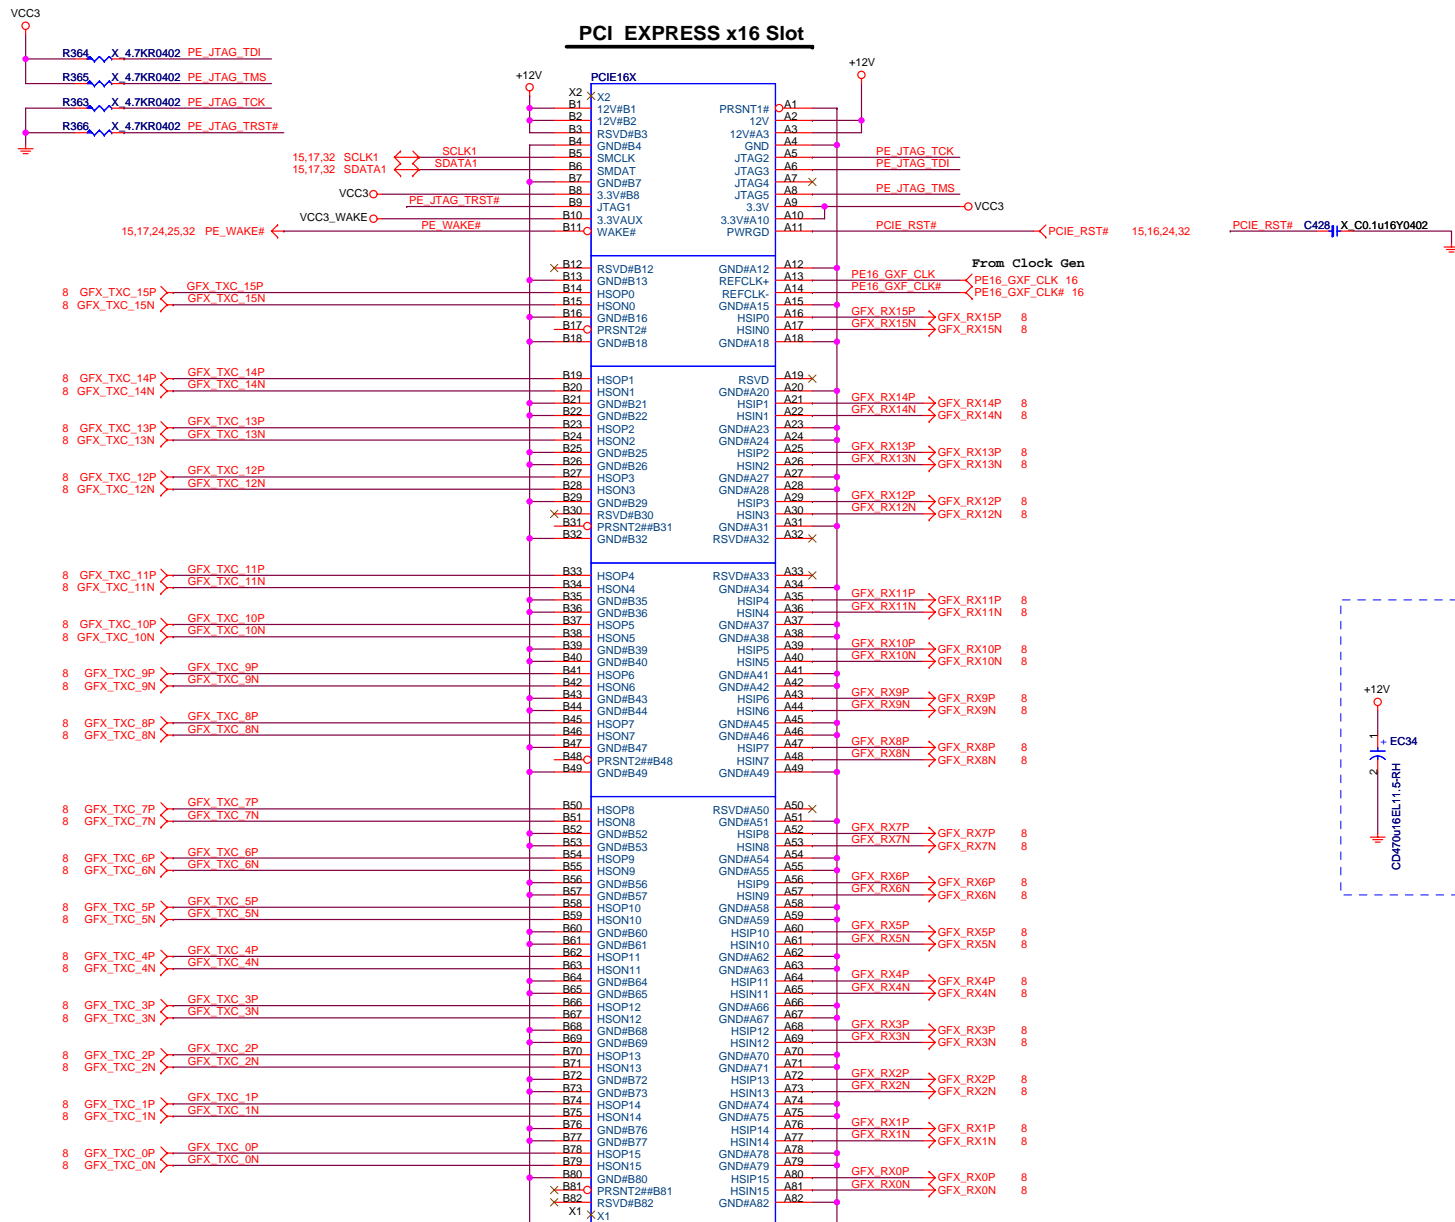 PCI EXPRESS x16 Slot
VCC3
R364 X_4.7KR0402 PE_JTAG_TDI
R365 X_4.7KR0402 PE_JTAG_TMS
R363 X_4.7KR0402 PE_JTAG_TCK
R366 X_4.7KR0402 PE_JTAG_TRST#
+12V PCIE16X +12V
X2 X2
B1 12V#B1 PRSNT1# A1
B2 12V#B2 12V A2
B3 RSVD#B3 12V#A3 A3
B4 GND#B4 GND A4
15,17,32 SCLK1 SCLK1 B5 SMCLK JTAG2 A5 PE_JTAG_TCK
15,17,32 SDATA1 SDATA1 B6 SMDAT JTAG3 A6 PE_JTAG_TDI
B7 GND#B7 JTAG4 A7
VCC3 B8 3.3V#B8 JTAG5 A8 PE_JTAG_TMS
PE_JTAG_TRST# B9 JTAG1 3.3V A9 VCC3
VCC3_WAKE B10 3.3VAUX 3.3V#A10 A10
15,17,24,25,32 PE_WAKE# PE_WAKE# B11 WAKE# PWRGD A11 PCIE_RST# PCIE_RST# 15,16,24,32
PCIE_RST# C428 X_C0.1u16Y0402
From Clock Gen
B12 RSVD#B12 GND#A12 A12
B13 GND#B13 REFCLK+ A13 PE16_GXF_CLK PE16_GXF_CLK 16
8 GFX_TXC_15P GFX_TXC_15P B14 HSOP0 REFCLK- A14 PE16_GXF_CLK# PE16_GXF_CLK# 16
8 GFX_TXC_15N GFX_TXC_15N B15 HSON0 GND#A15 A15
B16 GND#B16 HSIP0 A16 GFX_RX15P GFX_RX15P 8
B17 PRSNT2# HSIN0 A17 GFX_RX15N GFX_RX15N 8
B18 GND#B18 GND#A18 A18
8 GFX_TXC_14P GFX_TXC_14P B19 HSOP1 RSVD A19
8 GFX_TXC_14N GFX_TXC_14N B20 HSON1 GND#A20 A20
B21 GND#B21 HSIP1 A21 GFX_RX14P GFX_RX14P 8
B22 GND#B22 HSIN1 A22 GFX_RX14N GFX_RX14N 8
8 GFX_TXC_13P GFX_TXC_13P B23 HSOP2 GND#A23 A23
8 GFX_TXC_13N GFX_TXC_13N B24 HSON2 GND#A24 A24
B25 GND#B25 HSIP2 A25 GFX_RX13P GFX_RX13P 8
B26 GND#B26 HSIN2 A26 GFX_RX13N GFX_RX13N 8
8 GFX_TXC_12P GFX_TXC_12P B27 HSOP3 GND#A27 A27
8 GFX_TXC_12N GFX_TXC_12N B28 HSON3 GND#A28 A28
B29 GND#B29 HSIP3 A29 GFX_RX12P GFX_RX12P 8
B30 RSVD#B30 HSIN3 A30 GFX_RX12N GFX_RX12N 8
B31 PRSNT2##B31 GND#A31 A31
B32 GND#B32 RSVD#A32 A32
8 GFX_TXC_11P GFX_TXC_11P B33 HSOP4 RSVD#A33 A33
8 GFX_TXC_11N GFX_TXC_11N B34 HSON4 GND#A34 A34
B35 GND#B35 HSIP4 A35 GFX_RX11P GFX_RX11P 8
B36 GND#B36 HSIN4 A36 GFX_RX11N GFX_RX11N 8
8 GFX_TXC_10P GFX_TXC_10P B37 HSOP5 GND#A37 A37
8 GFX_TXC_10N GFX_TXC_10N B38 HSON5 GND#A38 A38
B39 GND#B39 HSIP5 A39 GFX_RX10P GFX_RX10P 8
B40 GND#B40 HSIN5 A40 GFX_RX10N GFX_RX10N 8
8 GFX_TXC_9P GFX_TXC_9P B41 HSOP6 GND#A41 A41
8 GFX_TXC_9N GFX_TXC_9N B42 HSON6 GND#A42 A42
B43 GND#B43 HSIP6 A43 GFX_RX9P GFX_RX9P 8
B44 GND#B44 HSIN6 A44 GFX_RX9N GFX_RX9N 8
8 GFX_TXC_8P GFX_TXC_8P B45 HSOP7 GND#A45 A45
8 GFX_TXC_8N GFX_TXC_8N B46 HSON7 GND#A46 A46
B47 GND#B47 HSIP7 A47 GFX_RX8P GFX_RX8P 8
B48 PRSNT2##B48 HSIN7 A48 GFX_RX8N GFX_RX8N 8
B49 GND#B49 GND#A49 A49
+12V
1 + EC34
2 CD470u16EL11.5-RH
8 GFX_TXC_7P GFX_TXC_7P B50 HSOP8 RSVD#A50 A50
8 GFX_TXC_7N GFX_TXC_7N B51 HSON8 GND#A51 A51
B52 GND#B52 HSIP8 A52 GFX_RX7P GFX_RX7P 8
B53 GND#B53 HSIN8 A53 GFX_RX7N GFX_RX7N 8
8 GFX_TXC_6P GFX_TXC_6P B54 HSOP9 GND#A54 A54
8 GFX_TXC_6N GFX_TXC_6N B55 HSON9 GND#A55 A55
B56 GND#B56 HSIP9 A56 GFX_RX6P GFX_RX6P 8
B57 GND#B57 HSIN9 A57 GFX_RX6N GFX_RX6N 8
8 GFX_TXC_5P GFX_TXC_5P B58 HSOP10 GND#A58 A58
8 GFX_TXC_5N GFX_TXC_5N B59 HSON10 GND#A59 A59
B60 GND#B60 HSIP10 A60 GFX_RX5P GFX_RX5P 8
B61 GND#B61 HSIN10 A61 GFX_RX5N GFX_RX5N 8
8 GFX_TXC_4P GFX_TXC_4P B62 HSOP11 GND#A62 A62
8 GFX_TXC_4N GFX_TXC_4N B63 HSON11 GND#A63 A63
B64 GND#B64 HSIP11 A64 GFX_RX4P GFX_RX4P 8
B65 GND#B65 HSIN11 A65 GFX_RX4N GFX_RX4N 8
8 GFX_TXC_3P GFX_TXC_3P B66 HSOP12 GND#A66 A66
8 GFX_TXC_3N GFX_TXC_3N B67 HSON12 GND#A67 A67
B68 GND#B68 HSIP12 A68 GFX_RX3P GFX_RX3P 8
B69 GND#B69 HSIN12 A69 GFX_RX3N GFX_RX3N 8
8 GFX_TXC_2P GFX_TXC_2P B70 HSOP13 GND#A70 A70
8 GFX_TXC_2N GFX_TXC_2N B71 HSON13 GND#A71 A71
B72 GND#B72 HSIP13 A72 GFX_RX2P GFX_RX2P 8
B73 GND#B73 HSIN13 A73 GFX_RX2N GFX_RX2N 8
8 GFX_TXC_1P GFX_TXC_1P B74 HSOP14 GND#A74 A74
8 GFX_TXC_1N GFX_TXC_1N B75 HSON14 GND#A75 A75
B76 GND#B76 HSIP14 A76 GFX_RX1P GFX_RX1P 8
B77 GND#B77 HSIN14 A77 GFX_RX1N GFX_RX1N 8
8 GFX_TXC_0P GFX_TXC_0P B78 HSOP15 GND#A78 A78
8 GFX_TXC_0N GFX_TXC_0N B79 HSON15 GND#A79 A79
B80 GND#B80 HSIP15 A80 GFX_RX0P GFX_RX0P 8
B81 PRSNT2##B81 HSIN15 A81 GFX_RX0N GFX_RX0N 8
B82 RSVD#B82 GND#A82 A82
X1 X1